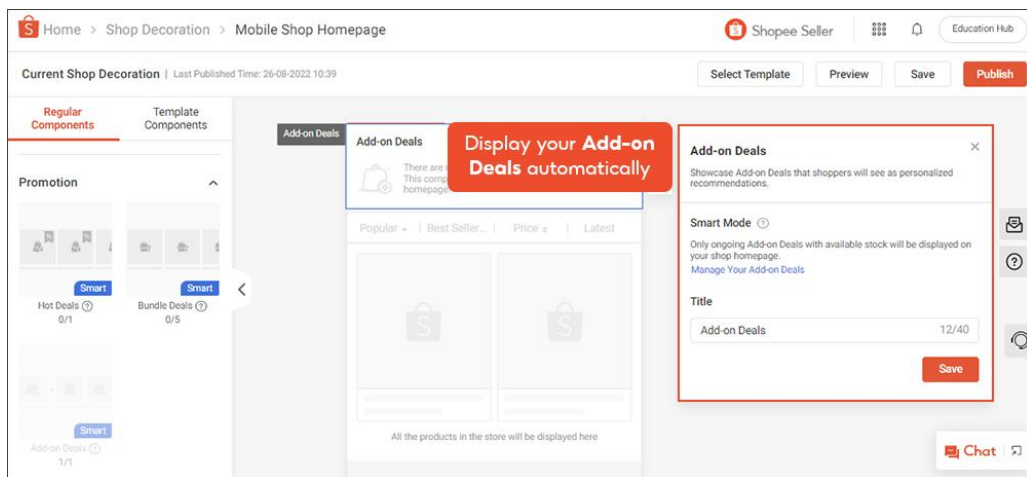 Home > Shop Decoration > Mobile Shop Homepage
Shopee Seller
Education Hub
Current Shop Decoration | Last Published Time: 26-08-2022 10:39
Select Template
Preview
Save
Publish
Regular Components
Template Components
Promotion
Smart
Hot Deals
0/1
Smart
Bundle Deals
0/5
Smart
Add-on Deals
1/1
Add-on Deals
Add-on Deals
There are
This comp
homepage
Display your Add-on
Deals automatically
Popular | Best Seller... | Price | Latest
All the products in the store will be displayed here
Add-on Deals
Showcase Add-on Deals that shoppers will see as personalized
recommendations.
Smart Mode
Only ongoing Add-on Deals with available stock will be displayed on
your shop homepage.
Manage Your Add-on Deals
Title
Add-on Deals 12/40
Save
Chat